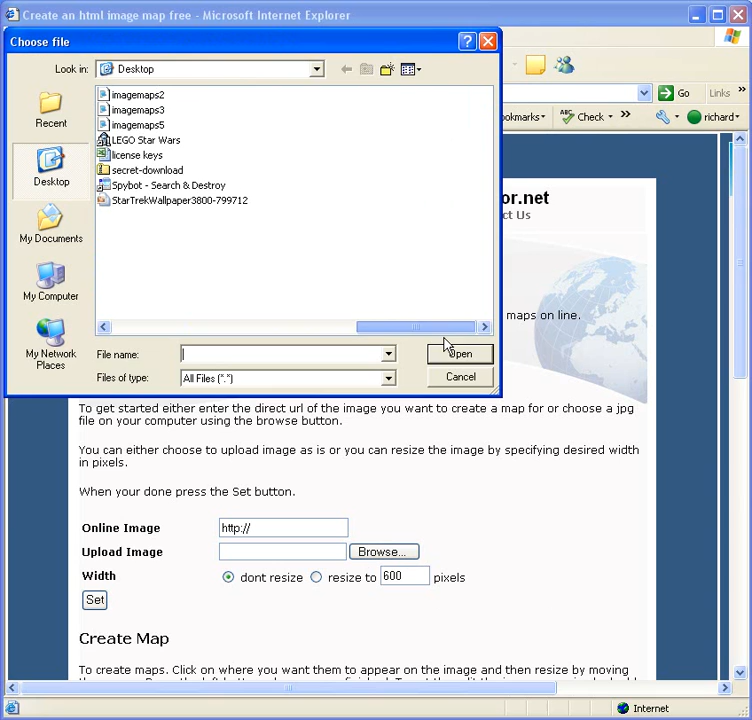 Create an html image map free - Microsoft Internet Explorer
Choose file
Look in:
Desktop
Go
Links »
ookmarks
Check
»
richard
Recent
Desktop
My Documents
My Computer
My Network
Places
imagemaps2
imagemaps3
imagemaps5
LEGO Star Wars
license keys
secret-download
Spybot - Search & Destroy
StarTrekWallpaper3800-799712
File name:
Open
Files of type:
All Files (*.*)
Cancel
or.net
ct Us
maps on line.
To get started either enter the direct url of the image you want to create a map for or choose a jpg
file on your computer using the browse button.
You can either choose to upload image as is or you can resize the image by specifying desired width
in pixels.
When your done press the Set button.
Online Image
http://
Upload Image
Browse...
Width
dont resize
resize to
600
pixels
Set
Create Map
To create maps. Click on where you want them to appear on the image and then resize by moving
Internet